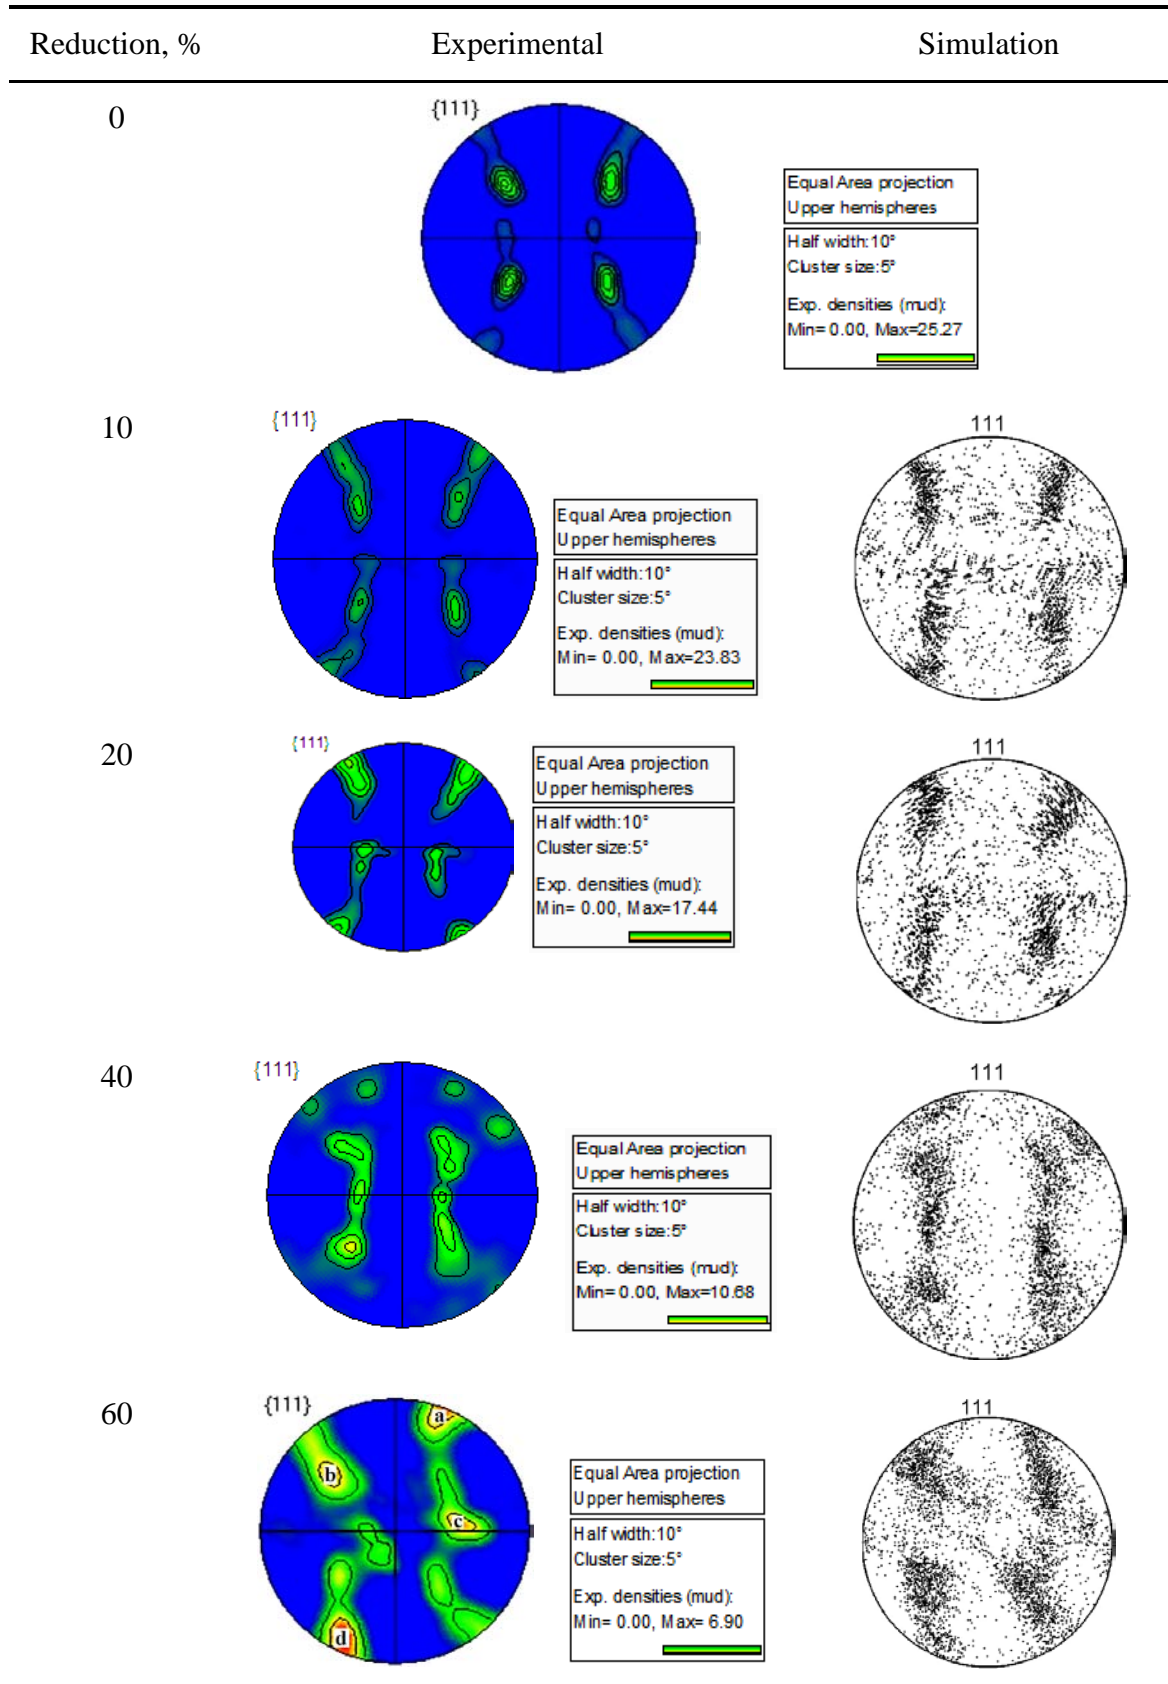 Reduction, %
Experimental
Simulation
0
{111}
Equal Area projection
Upper hemispheres
Half width:10°
Cluster size:5°
Exp. densities (mud):
Min= 0.00, Max=25.27
10
{111}
Equal Area projection
Upper hemispheres
Half width:10°
Cluster size:5°
Exp. densities (mud):
Min= 0.00, Max=23.83
111
20
{111}
Equal Area projection
Upper hemispheres
Half width:10°
Cluster size:5°
Exp. densities (mud):
Min= 0.00, Max=17.44
111
40
{111}
Equal Area projection
Upper hemispheres
Half width:10°
Cluster size:5°
Exp. densities (mud):
Min= 0.00, Max=10.68
111
60
{111}
a
b
c
d
Equal Area projection
Upper hemispheres
Half width:10°
Cluster size:5°
Exp. densities (mud):
Min= 0.00, Max= 6.90
111